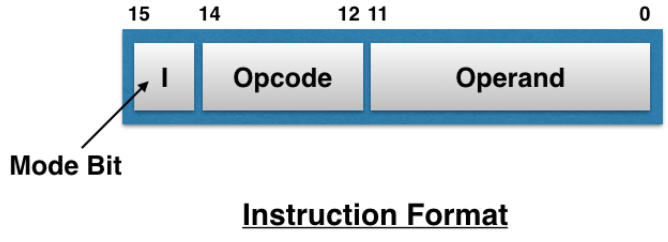 15 14 12 11 0
I Opcode Operand
Mode Bit
Instruction Format